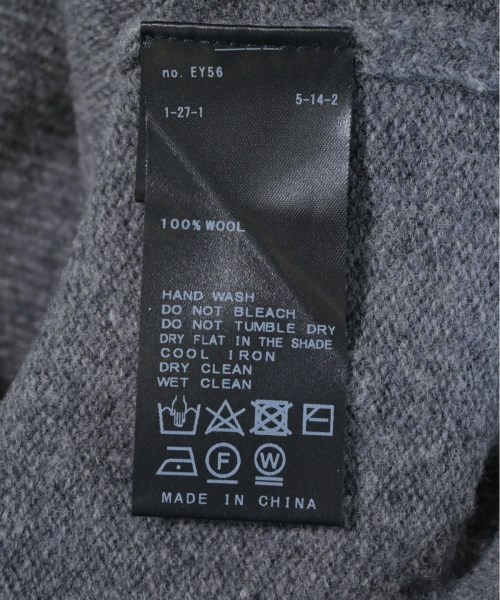 no. EY56
5-14-2
1-27-1
100% WOOL
HAND WASH
DO NOT BLEACH
DO NOT TUMBLE DRY
DRY FLAT IN THE SHADE
COOL IRON
DRY CLEAN
WET CLEAN
F W
MADE IN CHINA